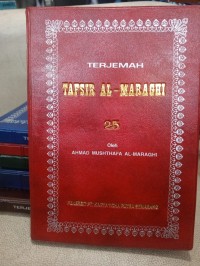 TERJEMAH
TAFSIR AL-MARAGHI
25
Oleh
AHMAD MUSHTHAFA AL-MARAGHI